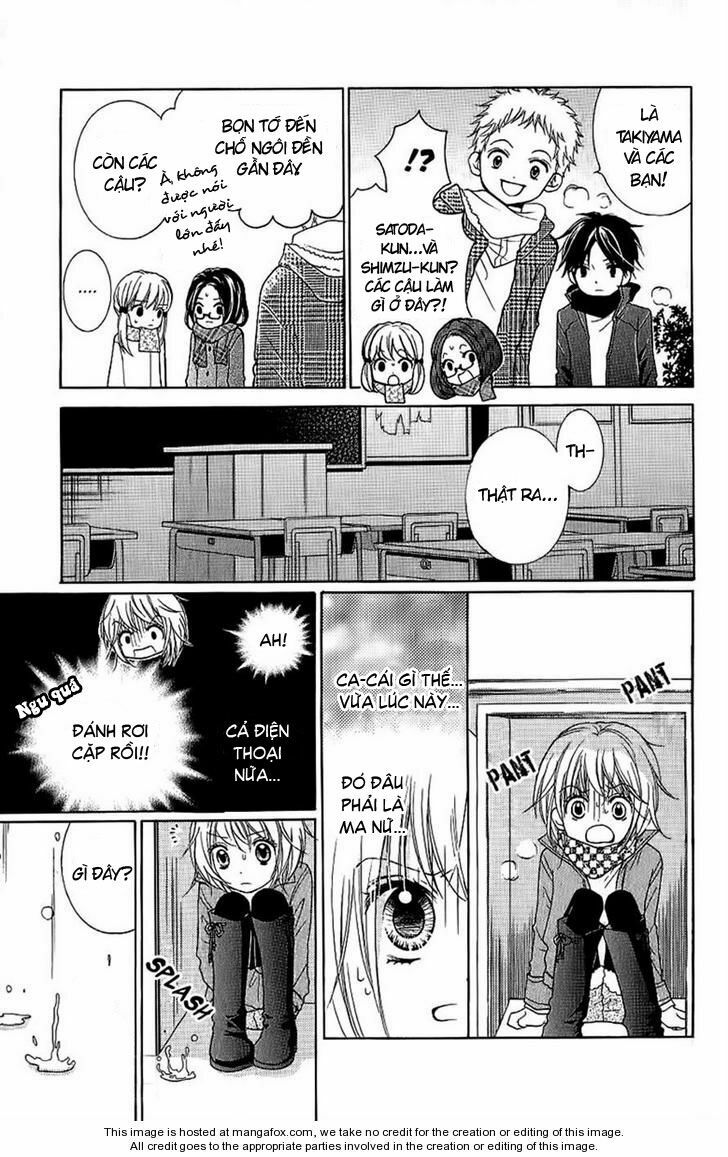 LÀ
TAKIYAMA
VÀ CÁC
BẠN!
!?
SATODA-
KUN...VÀ
SHIMZU-KUN?
CÁC CẬU LÀM
GÌ Ở ĐÂY?!
BỌN TỚ ĐẾN
CHỖ NGÔI ĐỀN
GẦN ĐÂY
À, không
được nói
với người
lớn đấy
nhé!
CÒN CÁC
CẬU?
....
TH-
THẬT RA...
PANT
PANT
CA-CÁI GÌ THẾ...
VỪA LÚC NÀY...
ĐÓ ĐÂU
PHẢI LÀ
MA NỮ...
AH!
Ngu quá
ĐÁNH RƠI
CẶP RỒI!!
CẢ ĐIỆN
THOẠI
NỮA...
SPLASH
GÌ ĐÂY?
This image is hosted at mangafox.com, we take no credit for the creation or editing of this image.
All credit goes to the appropriate parties involved in the creation or editing of this image.